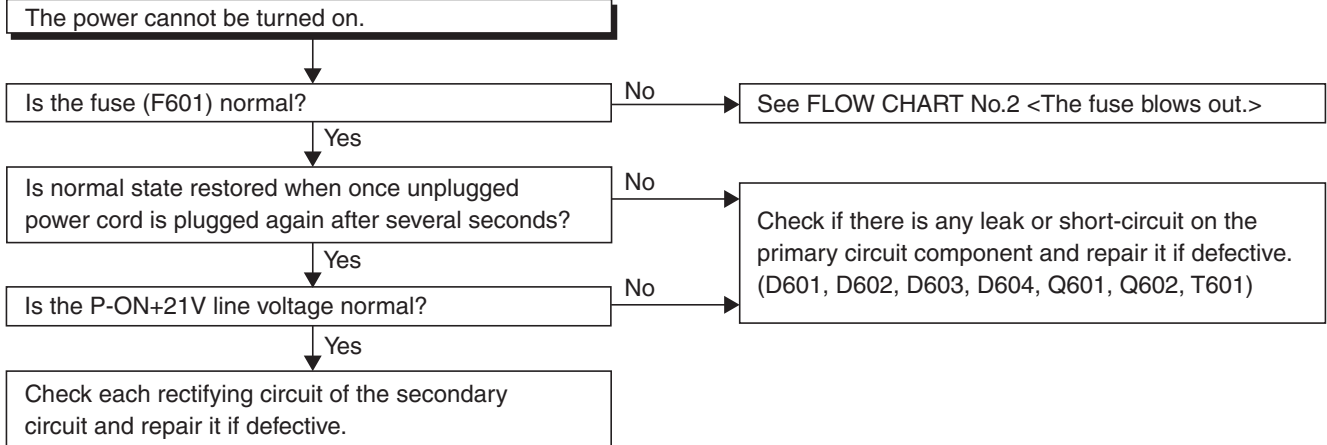 The power cannot be turned on.
Is the fuse (F601) normal?
No
See FLOW CHART No.2 <The fuse blows out.>
Yes
Is normal state restored when once unplugged
power cord is plugged again after several seconds?
No
Check if there is any leak or short-circuit on the
primary circuit component and repair it if defective.
(D601, D602, D603, D604, Q601, Q602, T601)
Yes
Is the P-ON+21V line voltage normal?
No
Yes
Check each rectifying circuit of the secondary
circuit and repair it if defective.